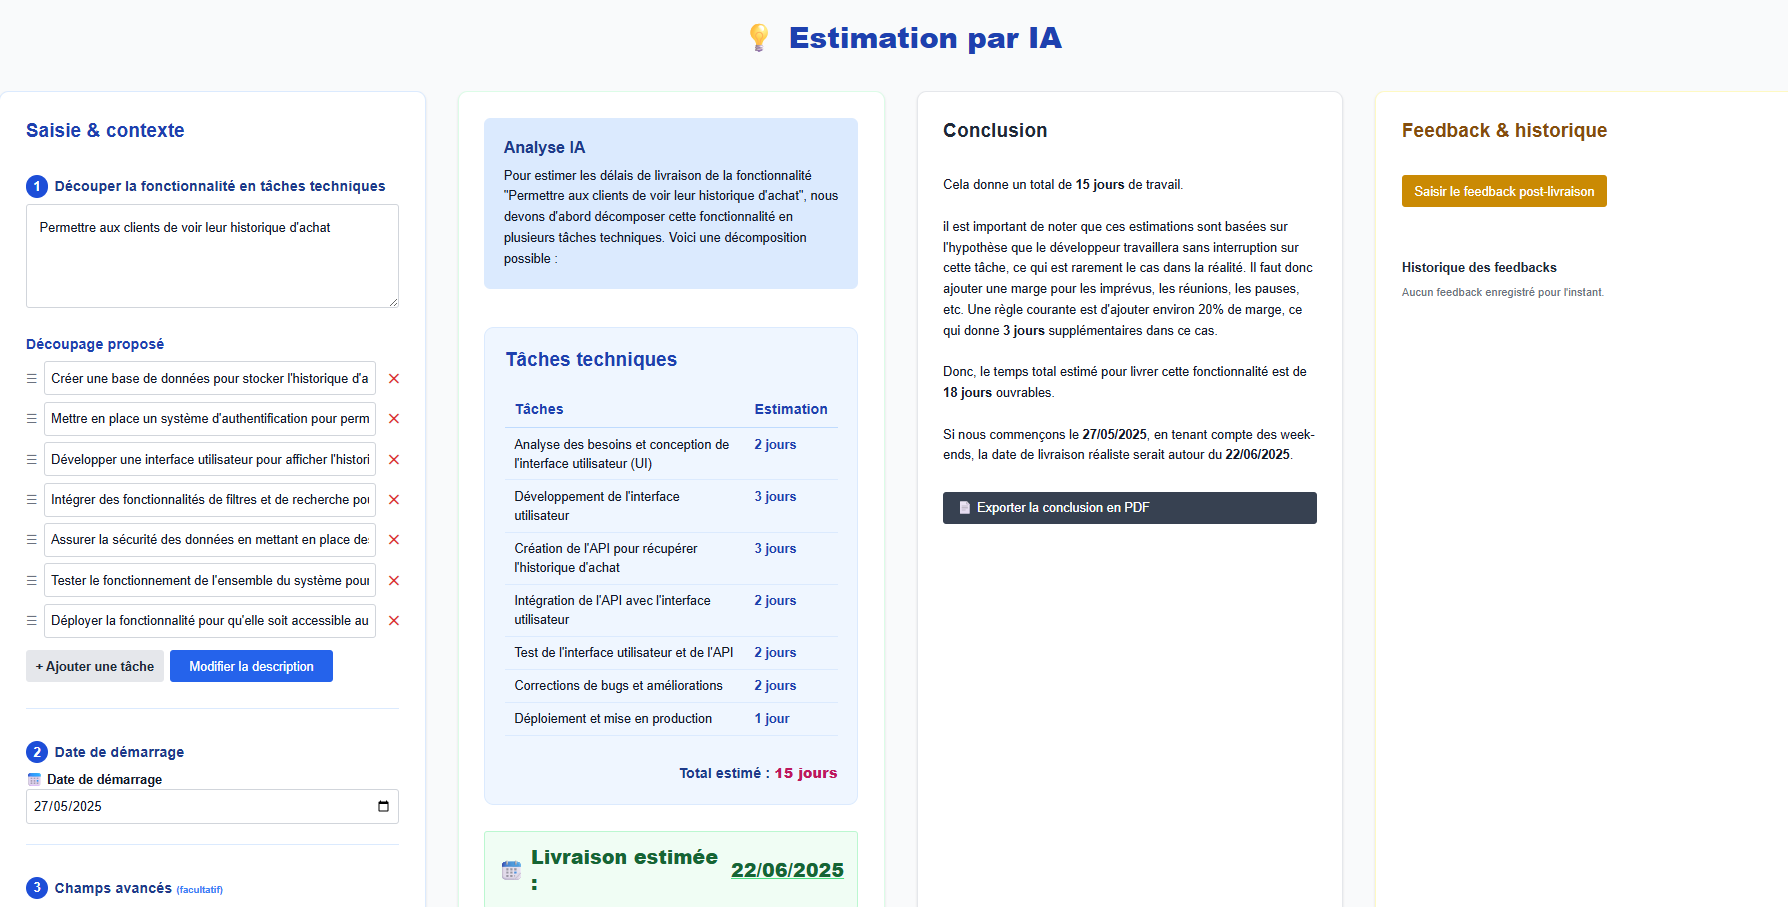 💡 Estimation par IA
Saisie & contexte
1 Découper la fonctionnalité en tâches techniques
Permettre aux clients de voir leur historique d'achat
Découpage proposé
☰ Créer une base de données pour stocker l'historique d'a ✕
☰ Mettre en place un système d'authentification pour perm ✕
☰ Développer une interface utilisateur pour afficher l'histori ✕
☰ Intégrer des fonctionnalités de filtres et de recherche pou ✕
☰ Assurer la sécurité des données en mettant en place de ✕
☰ Tester le fonctionnement de l'ensemble du système pour ✕
☰ Déployer la fonctionnalité pour qu'elle soit accessible au ✕
+ Ajouter une tâche
Modifier la description
2 Date de démarrage
Date de démarrage
27/05/2025
3 Champs avancés (facultatif)
Analyse IA
Pour estimer les délais de livraison de la fonctionnalité
"Permettre aux clients de voir leur historique d'achat", nous
devons d'abord décomposer cette fonctionnalité en
plusieurs tâches techniques. Voici une décomposition
possible :
Tâches techniques
Tâches Estimation
Analyse des besoins et conception de 2 jours
l'interface utilisateur (UI)
Développement de l'interface 3 jours
utilisateur
Création de l'API pour récupérer 3 jours
l'historique d'achat
Intégration de l'API avec l'interface 2 jours
utilisateur
Test de l'interface utilisateur et de l'API 2 jours
Corrections de bugs et améliorations 2 jours
Déploiement et mise en production 1 jour
Total estimé : 15 jours
Livraison estimée 22/06/2025
:
Conclusion
Cela donne un total de 15 jours de travail.
il est important de noter que ces estimations sont basées sur
l'hypothèse que le développeur travaillera sans interruption sur
cette tâche, ce qui est rarement le cas dans la réalité. Il faut donc
ajouter une marge pour les imprévus, les réunions, les pauses,
etc. Une règle courante est d'ajouter environ 20% de marge, ce
qui donne 3 jours supplémentaires dans ce cas.
Donc, le temps total estimé pour livrer cette fonctionnalité est de
18 jours ouvrables.
Si nous commençons le 27/05/2025, en tenant compte des week-
ends, la date de livraison réaliste serait autour du 22/06/2025.
Exporter la conclusion en PDF
Feedback & historique
Saisir le feedback post-livraison
Historique des feedbacks
Aucun feedback enregistré pour l'instant.